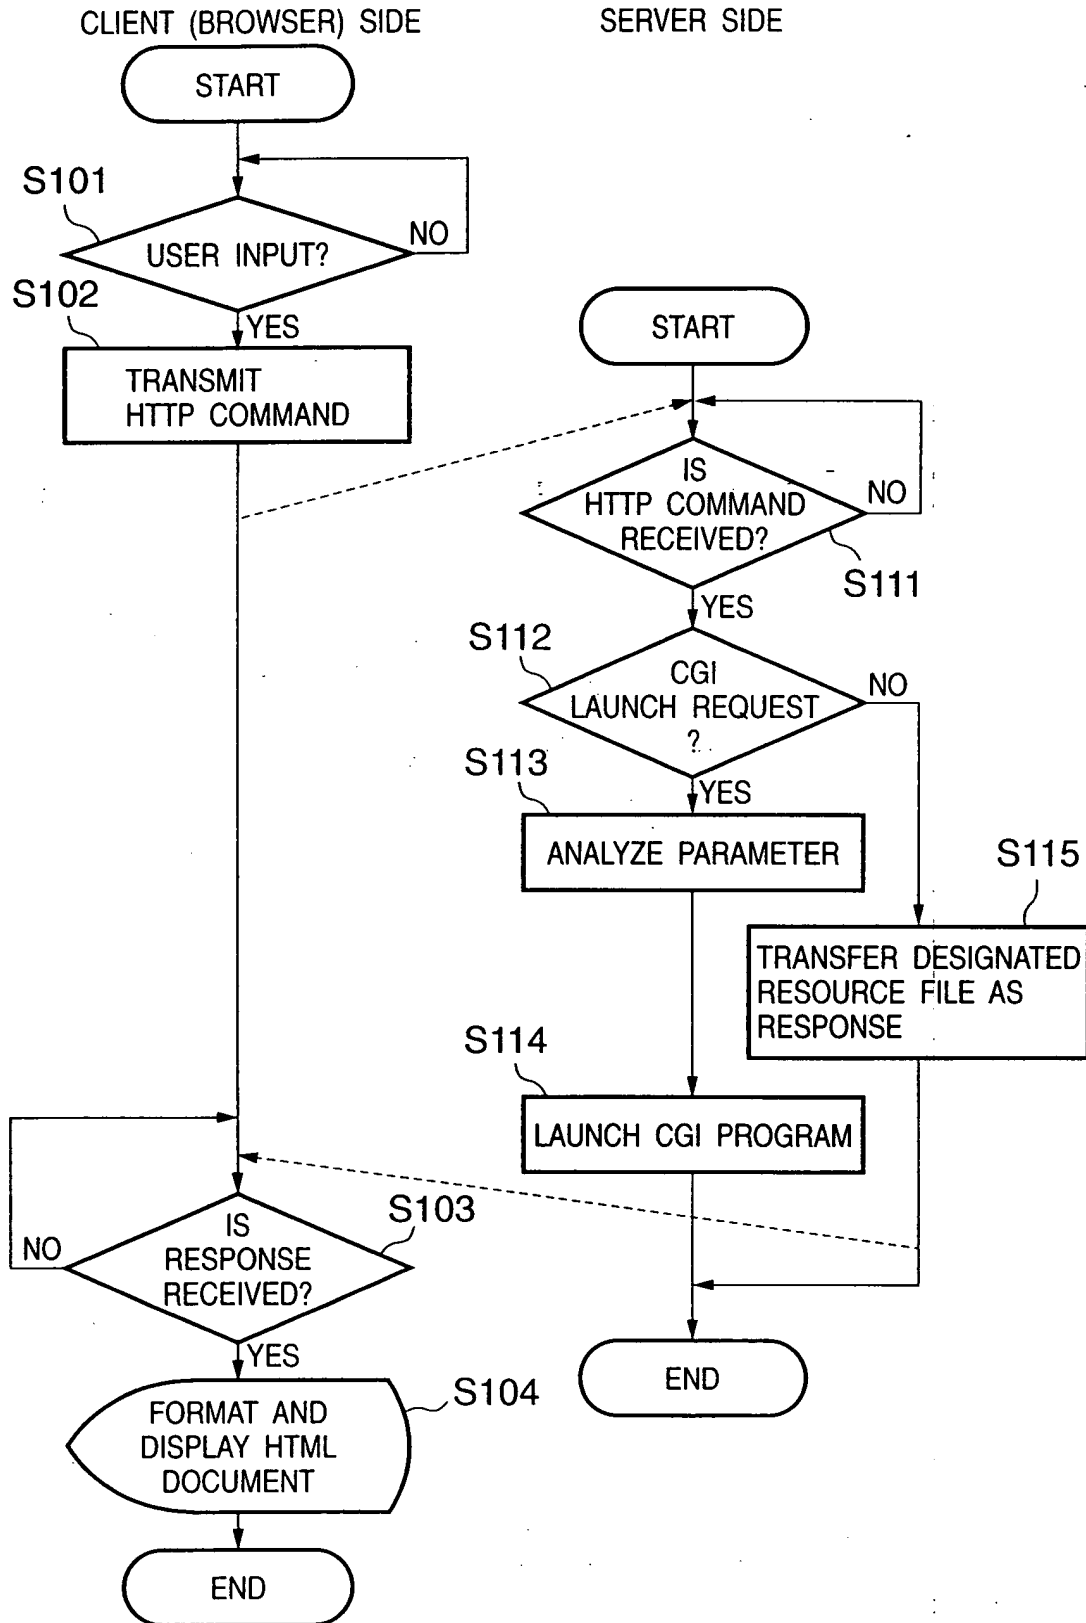 CLIENT (BROWSER) SIDE
SERVER SIDE
START
S101
USER INPUT?
NO
S102
YES
TRANSMIT
HTTP COMMAND
START
IS
HTTP COMMAND
RECEIVED?
NO
S111
YES
S112
CGI
LAUNCH REQUEST
?
NO
S113
YES
ANALYZE PARAMETER
S115
TRANSFER DESIGNATED
RESOURCE FILE AS
RESPONSE
S114
LAUNCH CGI PROGRAM
S103
IS
RESPONSE
RECEIVED?
NO
YES
END
S104
FORMAT AND
DISPLAY HTML
DOCUMENT
END